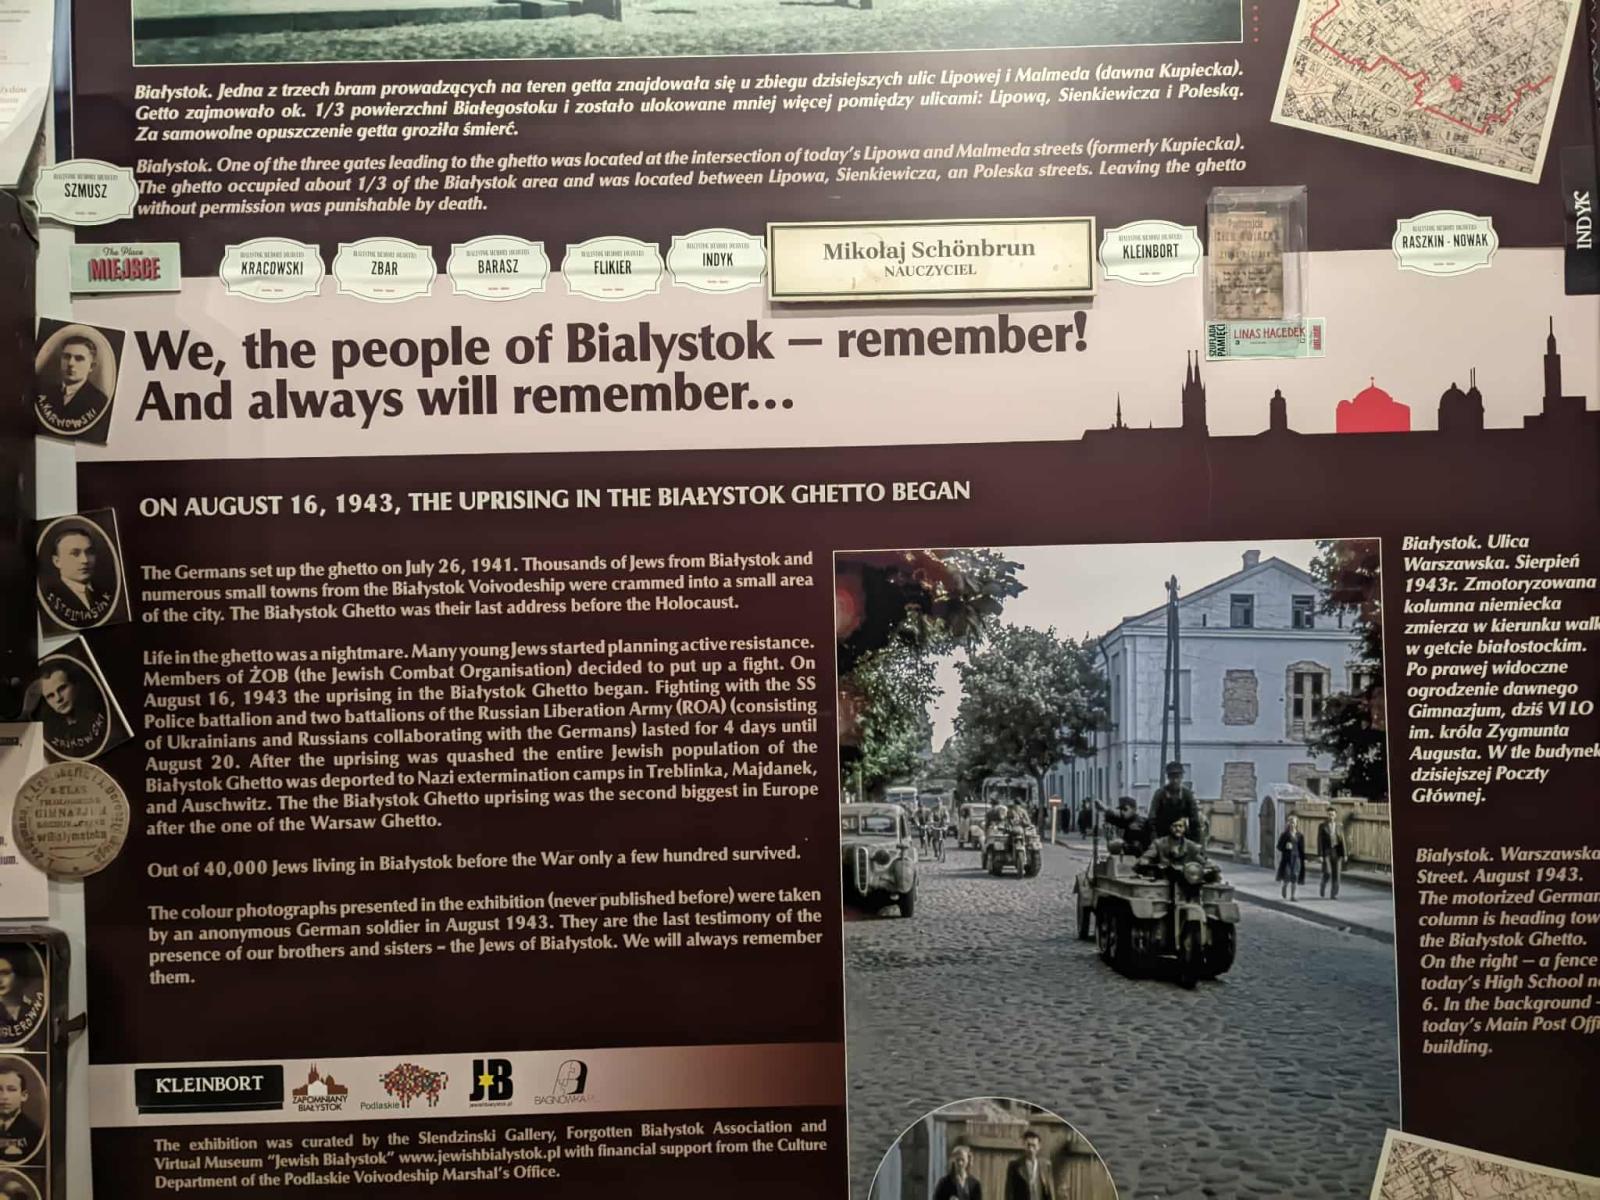 Białystok. Jedna z trzech bram prowadzących na teren getta znajdowała się u zbiegu dzisiejszych ulic Lipowej i Malmeda (dawna Kupiecka).
Getto zajmowało ok. 1/3 powierzchni Białegostoku i zostało ulokowane mniej więcej pomiędzy ulicami: Lipową, Sienkiewicza i Poleską.
Za samowolne opuszczenie getta groziła śmierć.
Białystok. One of the three gates leading to the ghetto was located at the intersection of today's Lipowa and Malmeda streets (formerly Kupiecka).
The ghetto occupied about 1/3 of the Białystok area and was located between Lipowa, Sienkiewicza, an Poleska streets. Leaving the ghetto
without permission was punishable by death.
SZMUSZ
The Place
MIEJSCE
KRACOWSKI
ZBAR
BARASZ
FLIKIER
INDYK
Mikołaj Schönbrun
NAUCZYCIEL
KLEINBORT
RASZKIN - NOWAK
INDYK
SZUFLADA
PAMIĘCI
LINAS HACEDEK
We, the people of Bialystok – remember!
And always will remember...
ON AUGUST 16, 1943, THE UPRISING IN THE BIAŁYSTOK GHETTO BEGAN
The Germans set up the ghetto on July 26, 1941. Thousands of Jews from Białystok and
numerous small towns from the Białystok Voivodeship were crammed into a small area
of the city. The Białystok Ghetto was their last address before the Holocaust.
Life in the ghetto was a nightmare. Many young Jews started planning active resistance.
Members of ŻOB (the Jewish Combat Organisation) decided to put up a fight. On
August 16, 1943 the uprising in the Białystok Ghetto began. Fighting with the SS
Police battalion and two battalions of the Russian Liberation Army (ROA) (consisting
of Ukrainians and Russians collaborating with the Germans) lasted for 4 days until
August 20. After the uprising was quashed the entire Jewish population of the
Białystok Ghetto was deported to Nazi extermination camps in Treblinka, Majdanek,
and Auschwitz. The the Białystok Ghetto uprising was the second biggest in Europe
after the one of the Warsaw Ghetto.
Out of 40,000 Jews living in Białystok before the War only a few hundred survived.
The colour photographs presented in the exhibition (never published before) were taken
by an anonymous German soldier in August 1943. They are the last testimony of the
presence of our brothers and sisters – the Jews of Białystok. We will always remember
them.
Białystok. Ulica
Warszawska. Sierpień
1943r. Zmotoryzowana
kolumna niemiecka
zmierza w kierunku walk
w getcie białostockim.
Po prawej widoczne
ogrodzenie dawnego
Gimnazjum, dziś VI LO
im. króla Zygmunta
Augusta. W tle budynek
dzisiejszej Poczty
Głównej.
Białystok. Warszawska
Street. August 1943.
The motorized German
column is heading tow
the Białystok Ghetto.
On the right – a fence
today's High School n
6. In the background –
today's Main Post Offi
building.
A. KARWOWSKI
GIMNAZJUM
KLEINBORT
ZAPOMNIANY
BIAŁYSTOK
Podlaskie
JB
jewishbialystok.pl
BAGNOWKA.PL
The exhibition was curated by the Slendzinski Gallery, Forgotten Białystok Association and
Virtual Museum "Jewish Białystok" www.jewishbialystok.pl with financial support from the Culture
Department of the Podlaskie Voivodeship Marshal's Office.